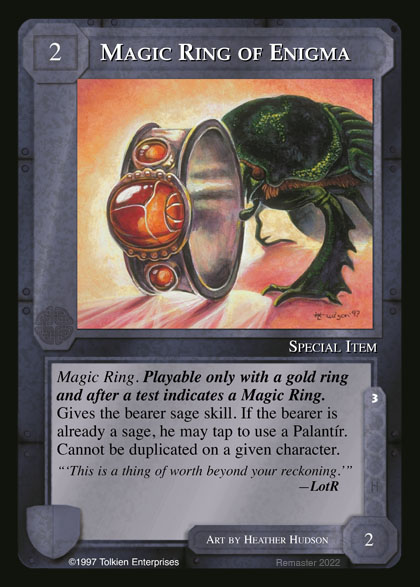 2
MAGIC RING OF ENIGMA
SPECIAL ITEM
Magic Ring. Playable only with a gold ring
and after a test indicates a Magic Ring.
Gives the bearer sage skill. If the bearer is
already a sage, he may tap to use a Palantír.
Cannot be duplicated on a given character.
“‘This is a thing of worth beyond your reckoning.’”
—LotR
3
ART BY HEATHER HUDSON
2
©1997 Tolkien Enterprises
Remaster 2022